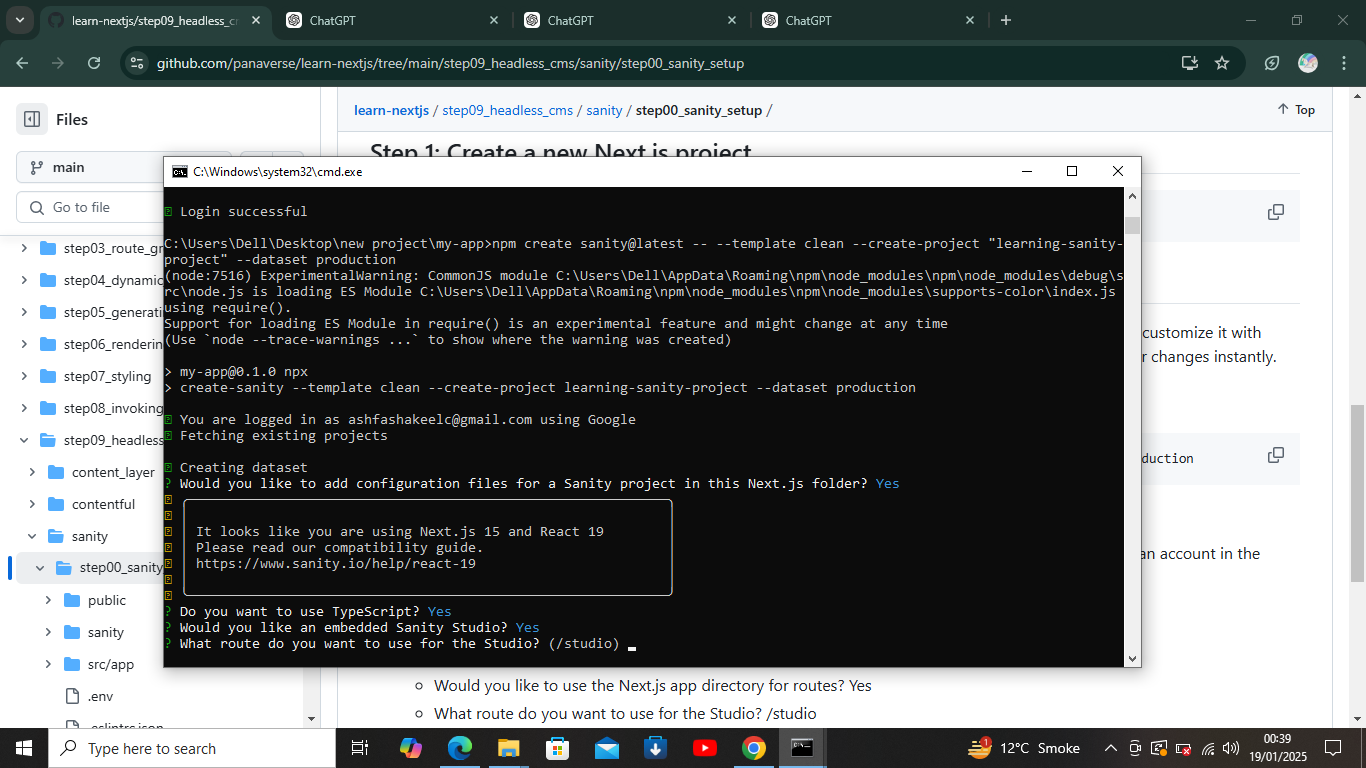 learn-nextjs/step09_headless_c
ChatGPT
ChatGPT
ChatGPT
github.com/panaverse/learn-nextjs/tree/main/step09_headless_cms/sanity/step00_sanity_setup
Files
learn-nextjs / step09_headless_cms / sanity / step00_sanity_setup /
Top
main
Go to file
step03_route_gr
step04_dynamic
step05_generati
step06_renderin
step07_styling
step08_invoking
step09_headless
content_layer
contentful
sanity
step00_sanity
public
sanity
src/app
.env
.eslintrc.json
Step 1: Create a new Next.js project
customize it with
r changes instantly.
duction
an account in the
C:\Windows\system32\cmd.exe
Login successful
C:\Users\Dell\Desktop\new project\my-app>npm create sanity@latest -- --template clean --create-project "learning-sanity-
project" --dataset production
(node:7516) ExperimentalWarning: CommonJS module C:\Users\Dell\AppData\Roaming\npm\node_modules\npm\node_modules\debug\s
rc\node.js is loading ES Module C:\Users\Dell\AppData\Roaming\npm\node_modules\npm\node_modules\supports-color\index.js
using require().
Support for loading ES Module in require() is an experimental feature and might change at any time
(Use `node --trace-warnings ...` to show where the warning was created)
> my-app@0.1.0 npx
> create-sanity --template clean --create-project learning-sanity-project --dataset production
You are logged in as ashfashakeelc@gmail.com using Google
Fetching existing projects
Creating dataset
? Would you like to add configuration files for a Sanity project in this Next.js folder? Yes
It looks like you are using Next.js 15 and React 19
Please read our compatibility guide.
https://www.sanity.io/help/react-19
? Do you want to use TypeScript? Yes
? Would you like an embedded Sanity Studio? Yes
? What route do you want to use for the Studio? (/studio)
Would you like to use the Next.js app directory for routes? Yes
What route do you want to use for the Studio? /studio
Type here to search
1
12°C Smoke
00:39
19/01/2025